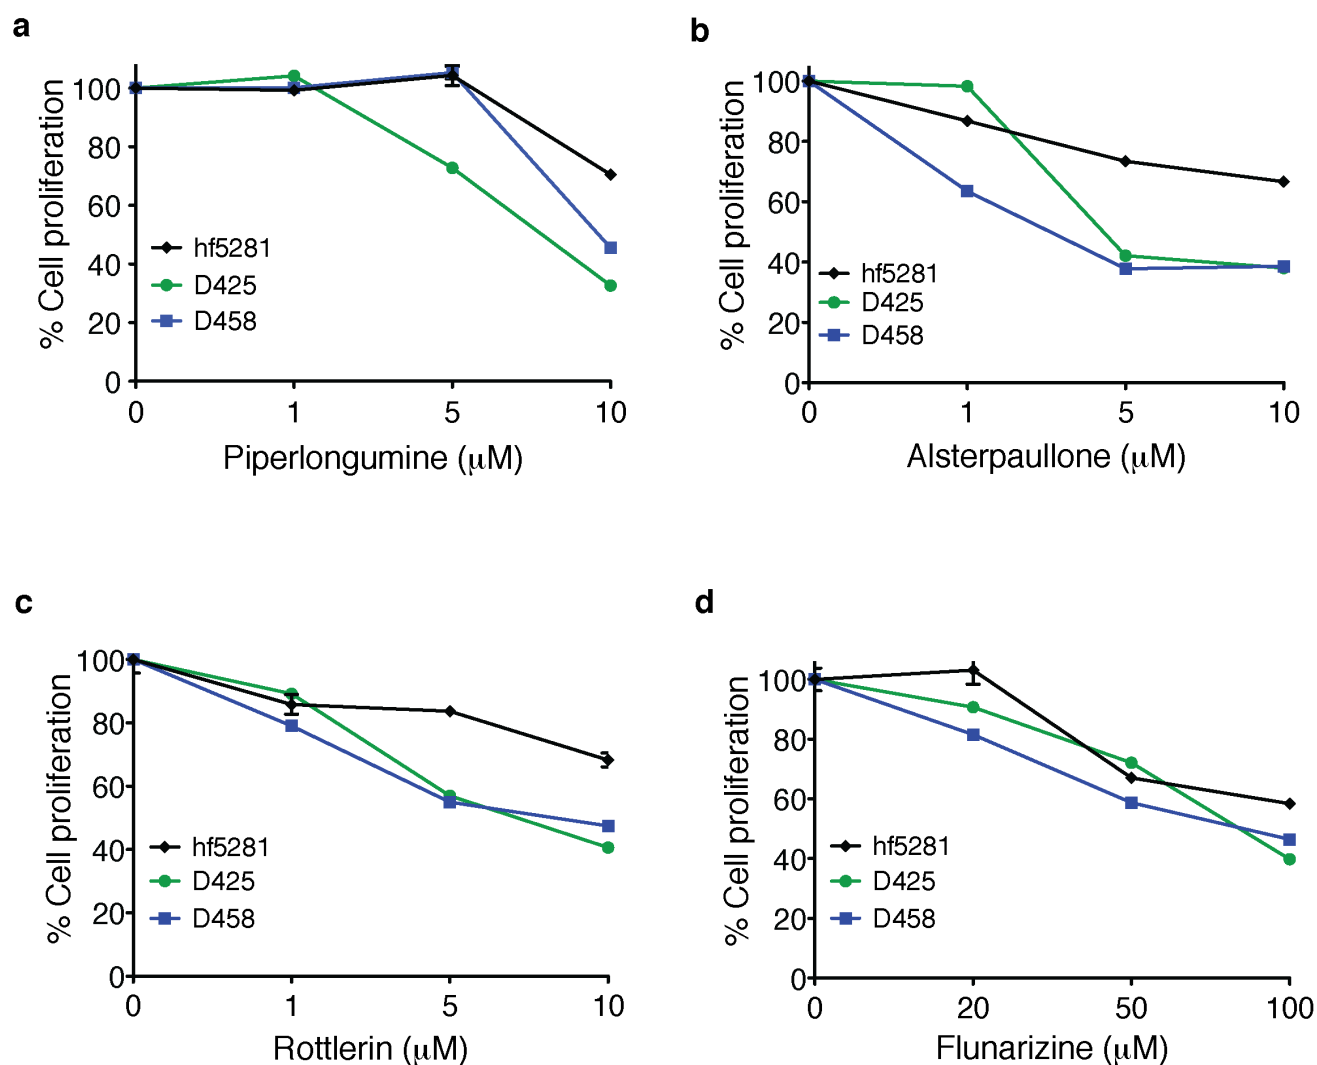 a
% Cell proliferation
100
80
60
40
20
0
hf5281
D425
D458
0 1 5 10
Piperlongumine (μM)
b
% Cell proliferation
100
80
60
40
20
0
hf5281
D425
D458
0 1 5 10
Alsterpaullone (μM)
c
% Cell proliferation
100
80
60
40
20
0
hf5281
D425
D458
0 1 5 10
Rottlerin (μM)
d
% Cell proliferation
100
80
60
40
20
0
hf5281
D425
D458
0 20 50 100
Flunarizine (μM)